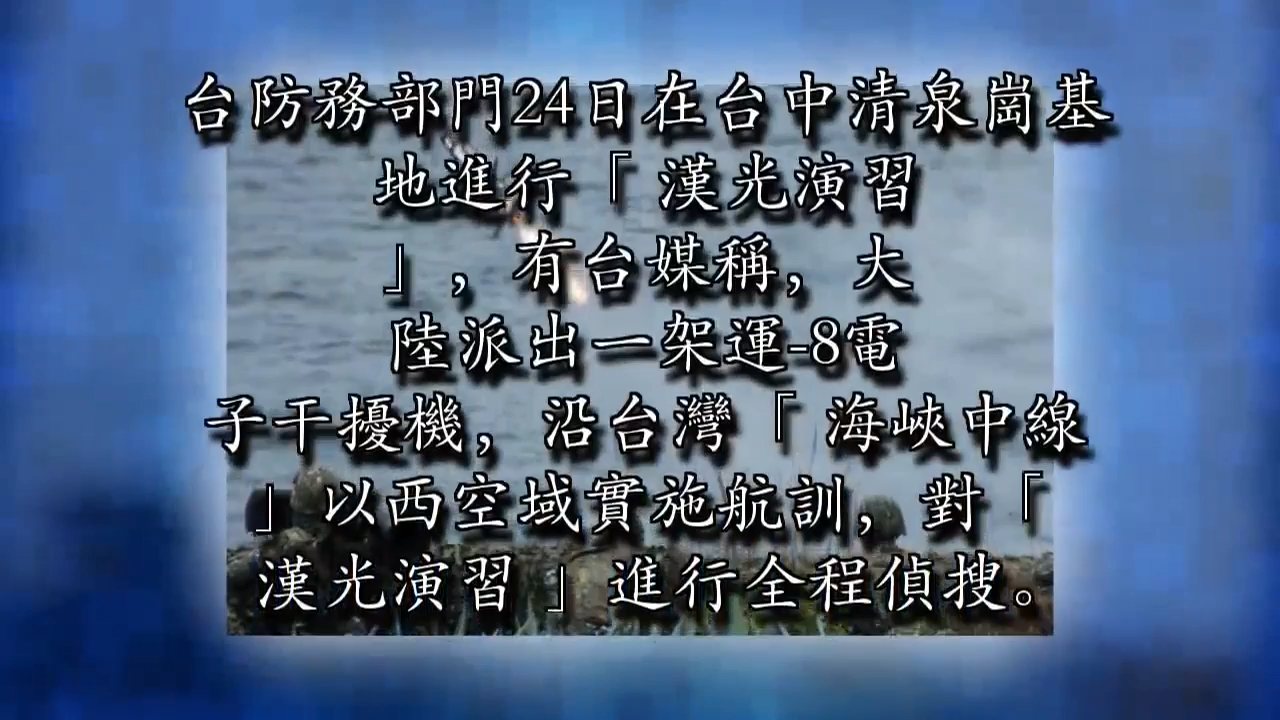 台防務部門24日在台中清泉崗基
地進行「漢光演習
」，有台媒稱，大
陸派出一架運-8電
子干擾機，沿台灣「海峽中線
」以西空域實施航訓，對「
漢光演習」進行全程偵搜。